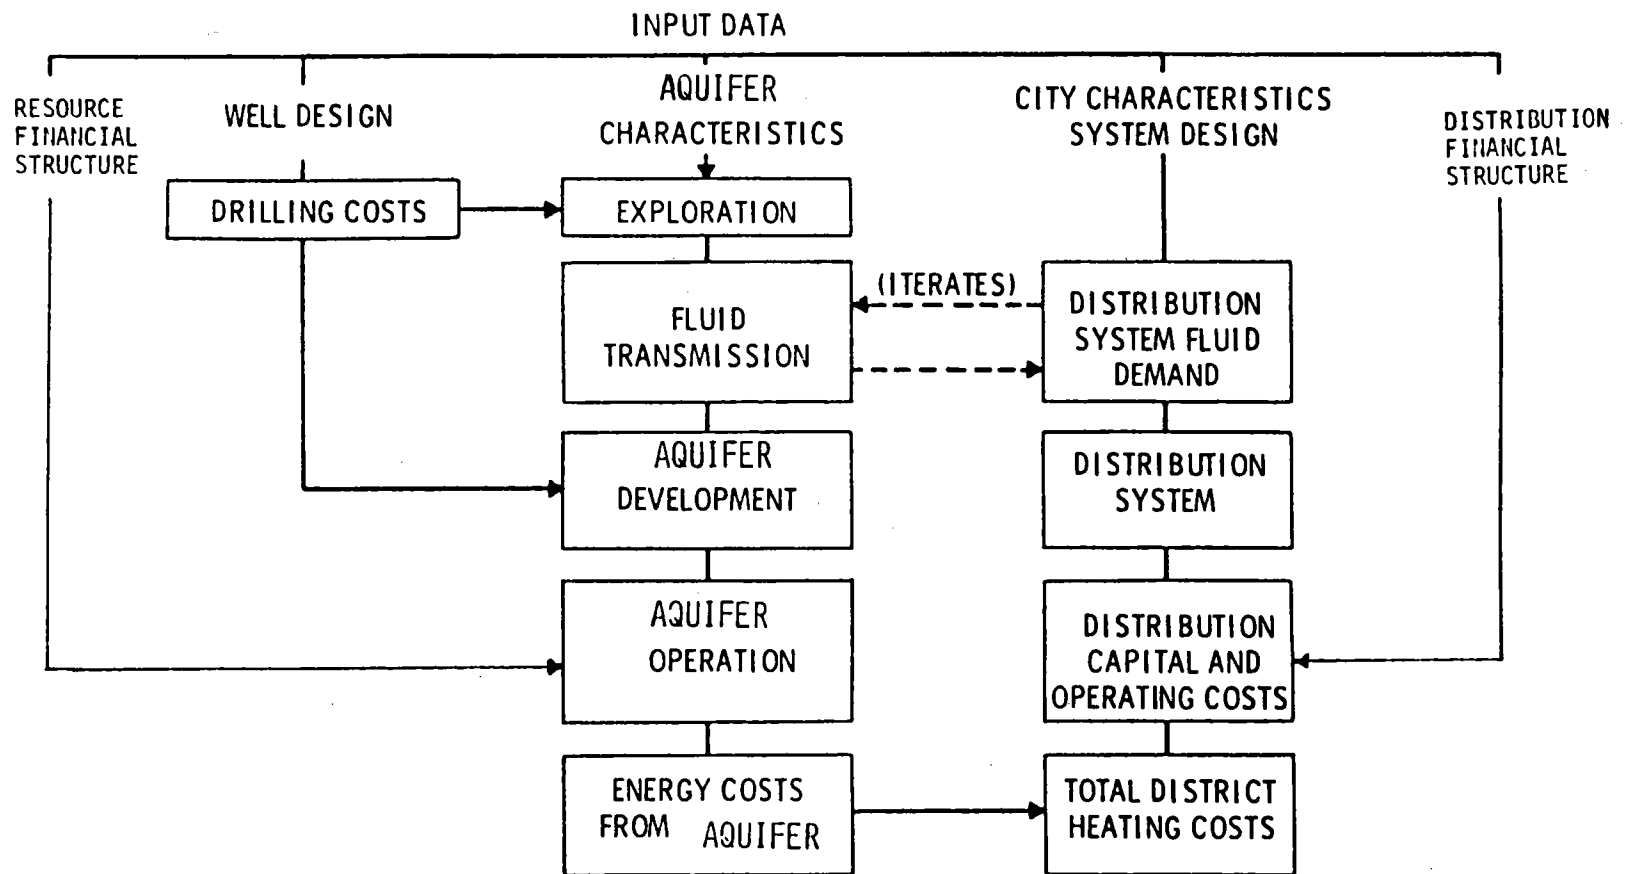 INPUT DATA
RESOURCE
FINANCIAL
STRUCTURE
WELL DESIGN
AQUIFER
CHARACTERISTICS
CITY CHARACTERISTICS
SYSTEM DESIGN
DISTRIBUTION
FINANCIAL
STRUCTURE
DRILLING COSTS
EXPLORATION
FLUID
TRANSMISSION
(ITERATES)
DISTRIBUTION
SYSTEM FLUID
DEMAND
AQUIFER
DEVELOPMENT
DISTRIBUTION
SYSTEM
AQUIFER
OPERATION
DISTRIBUTION
CAPITAL AND
OPERATING COSTS
ENERGY COSTS
FROM AQUIFER
TOTAL DISTRICT
HEATING COSTS